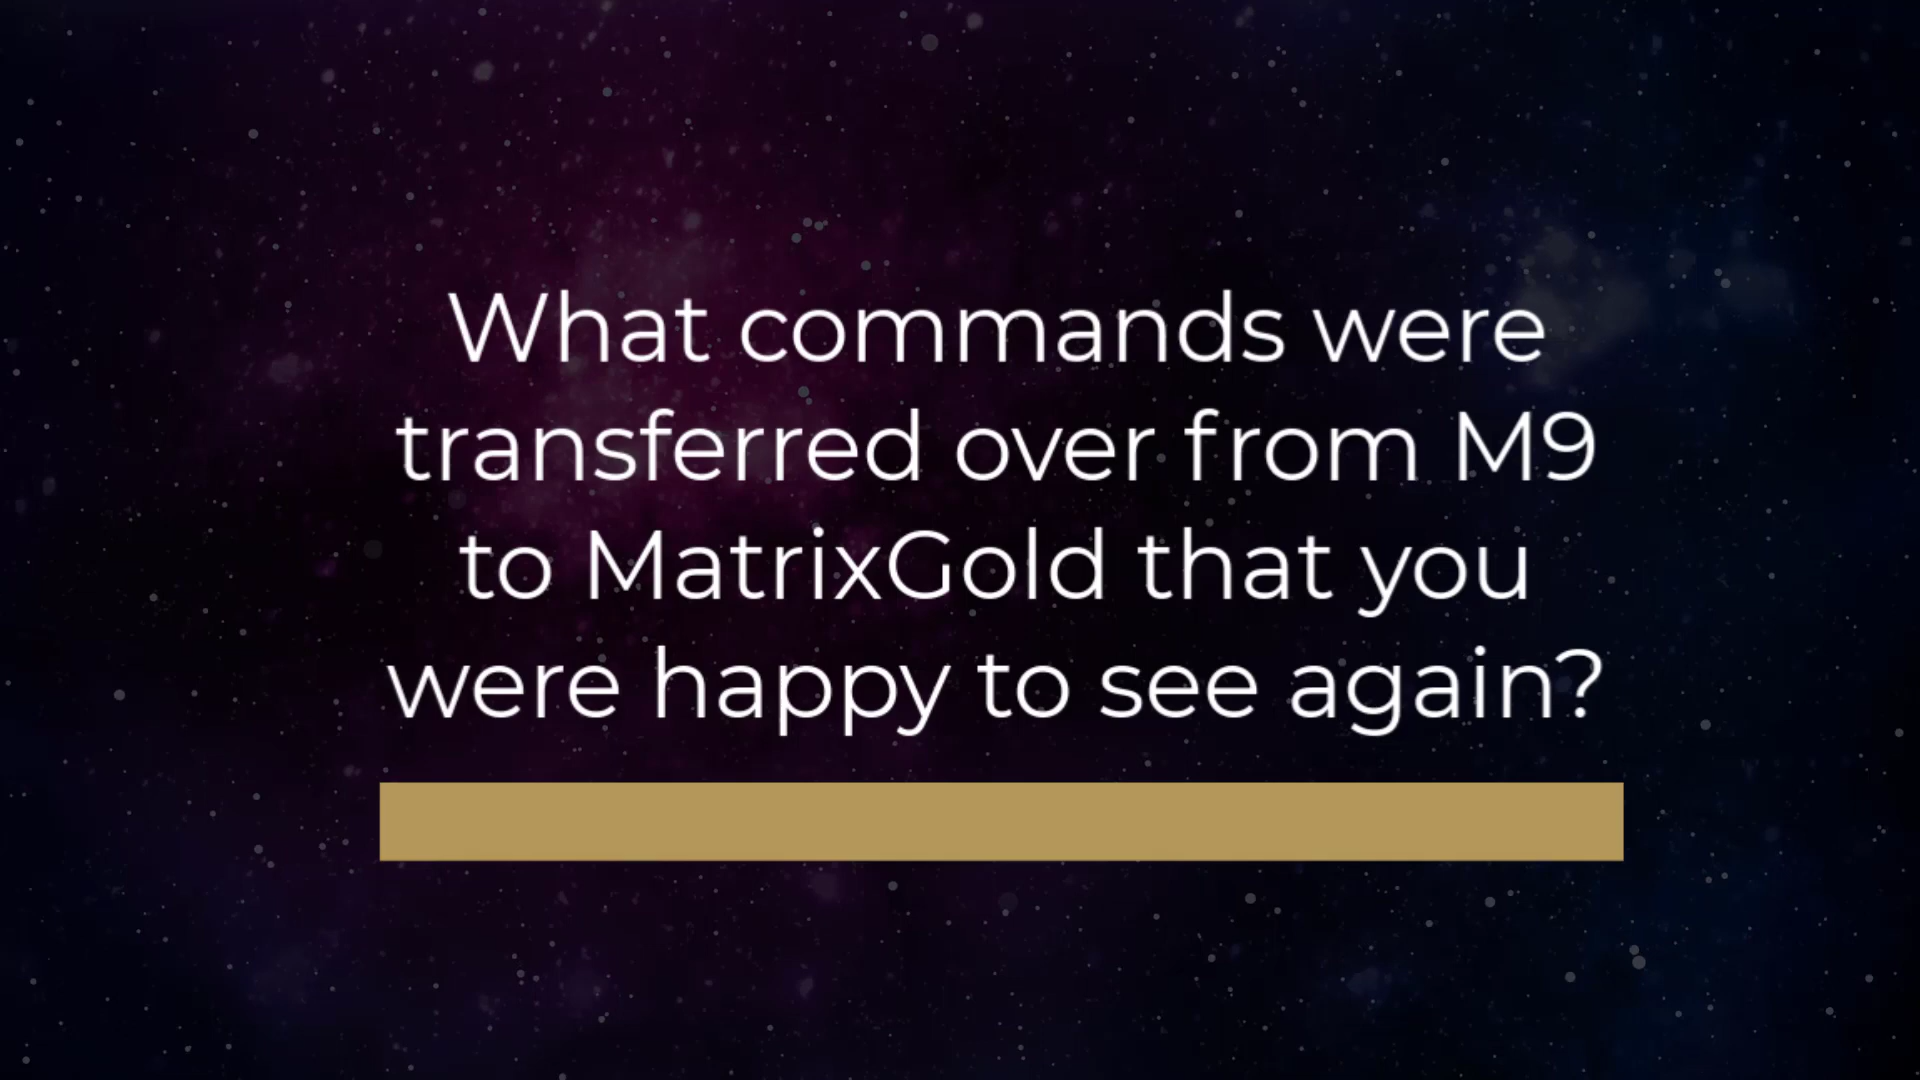 What commands were
transferred over from M9
to MatrixGold that you
were happy to see again?